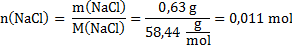 n(NaCl) = m(NaCl) / M(NaCl) = 0,63 g / 58,44 g/mol = 0,011 mol